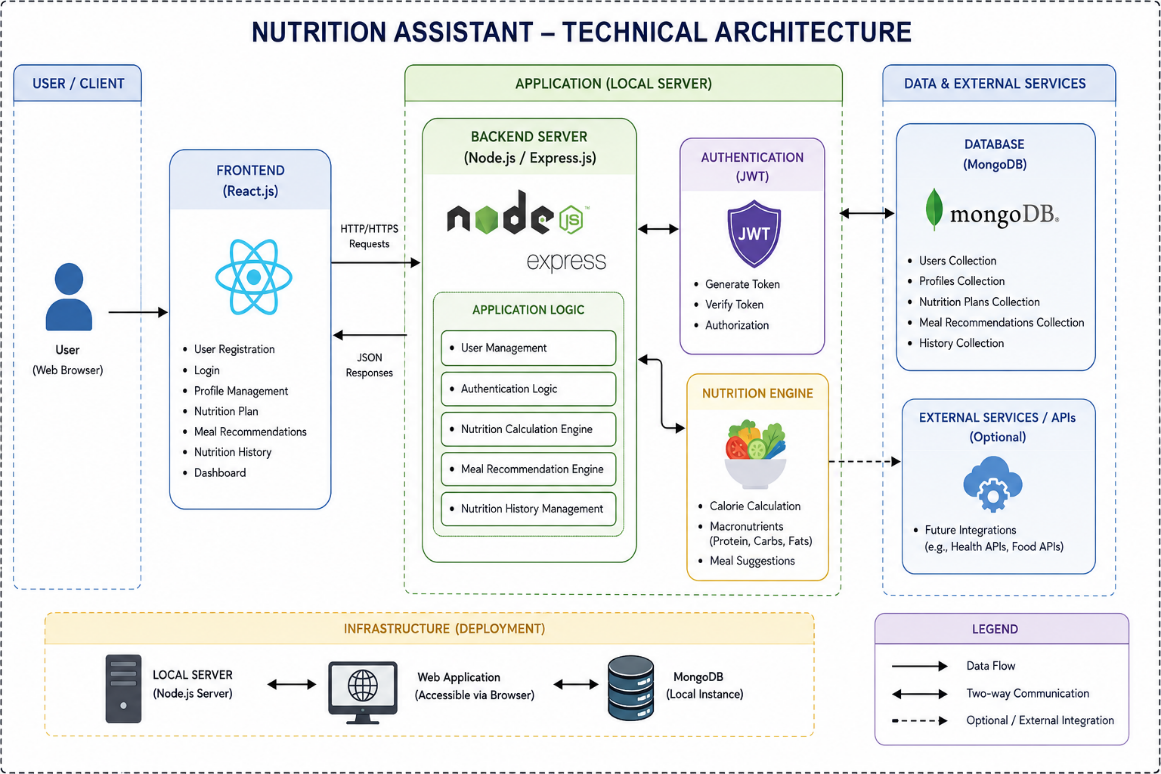 NUTRITION ASSISTANT – TECHNICAL ARCHITECTURE
USER / CLIENT
User
(Web Browser)
FRONTEND
(React.js)
• User Registration
• Login
• Profile Management
• Nutrition Plan
• Meal Recommendations
• Nutrition History
• Dashboard
HTTP/HTTPS
Requests
JSON
Responses
APPLICATION (LOCAL SERVER)
BACKEND SERVER
(Node.js / Express.js)
node
JS
™
express
APPLICATION LOGIC
• User Management
• Authentication Logic
• Nutrition Calculation Engine
• Meal Recommendation Engine
• Nutrition History Management
AUTHENTICATION
(JWT)
JWT
• Generate Token
• Verify Token
• Authorization
NUTRITION ENGINE
• Calorie Calculation
• Macronutrients
(Protein, Carbs, Fats)
• Meal Suggestions
DATA & EXTERNAL SERVICES
DATABASE
(MongoDB)
mongoDB®
• Users Collection
• Profiles Collection
• Nutrition Plans Collection
• Meal Recommendations Collection
• History Collection
EXTERNAL SERVICES / APIs
(Optional)
• Future Integrations
(e.g., Health APIs, Food APIs)
INFRASTRUCTURE (DEPLOYMENT)
LOCAL SERVER
(Node.js Server)
Web Application
(Accessible via Browser)
MongoDB
(Local Instance)
LEGEND
Data Flow
Two-way Communication
Optional / External Integration